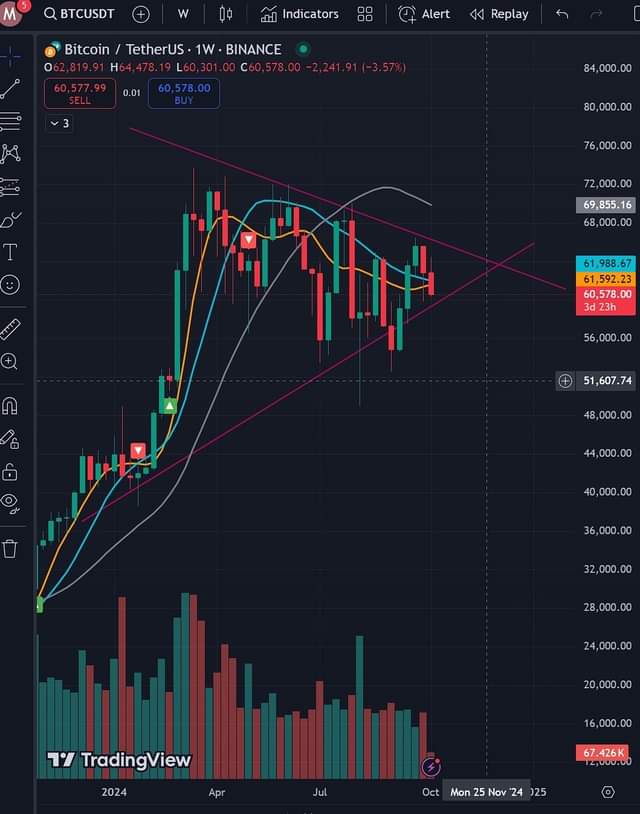 M 5 BTCUSDT W Indicators Alert Replay
Bitcoin / TetherUS · 1W · BINANCE
O62,819.91 H64,478.19 L60,301.00 C60,578.00 −2,241.91 (−3.57%)
60,577.99 0.01 60,578.00
SELL BUY
3
84,000.00
80,000.00
76,000.00
72,000.00
69,855.16
68,000.00
61,988.67
61,592.23
60,578.00
3d 23h
56,000.00
51,607.74
48,000.00
44,000.00
40,000.00
36,000.00
32,000.00
28,000.00
24,000.00
20,000.00
16,000.00
67.426K
12,000.00
TradingView
2024 Apr Jul Oct Mon 25 Nov '24 025